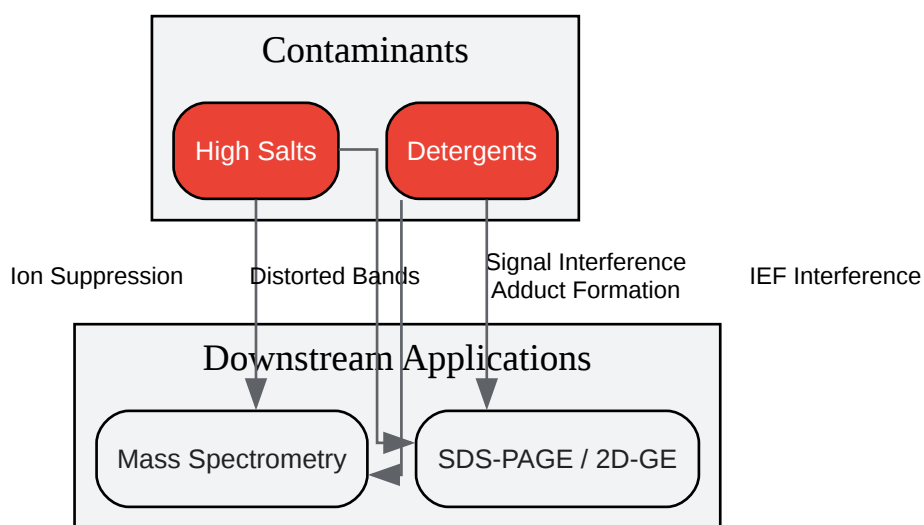 Contaminants
High Salts
Detergents
Ion Suppression
Distorted Bands
Signal Interference
Adduct Formation
IEF Interference
Downstream Applications
Mass Spectrometry
SDS-PAGE / 2D-GE